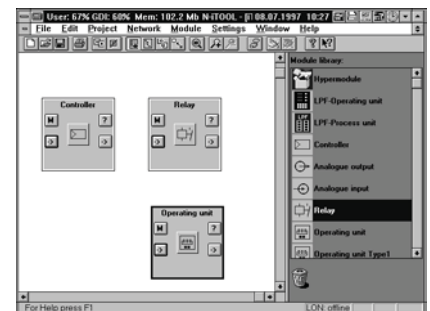 User: 67% GDI: 60% Mem: 102.2 Mb N-iTOOL - [ 08.07.1997 10:27
File Edit Project Network Module Settings Window Help
Module library:
Hypermodule
LPF-Operating unit
LPF-Process unit
Controller
Analogue output
Analogue input
Relay
Operating unit
Operating unit Type1
Controller
M ?
Relay
M ?
Operating unit
M ?
For Help press F1 LON: offline